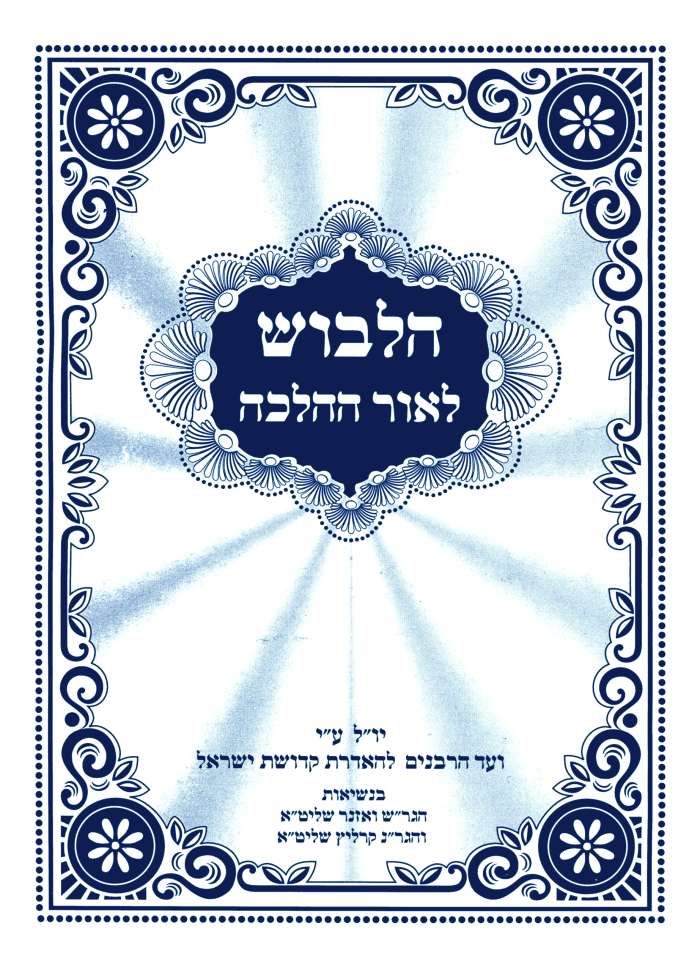 הלבוש
לאור ההלכה
יו״ל ע״י
ועד הרבנים להאדרת קדושת ישראל
בנשיאות
הגר״ש ואזנר שליט״א
והגר״נ קרליץ שליט״א